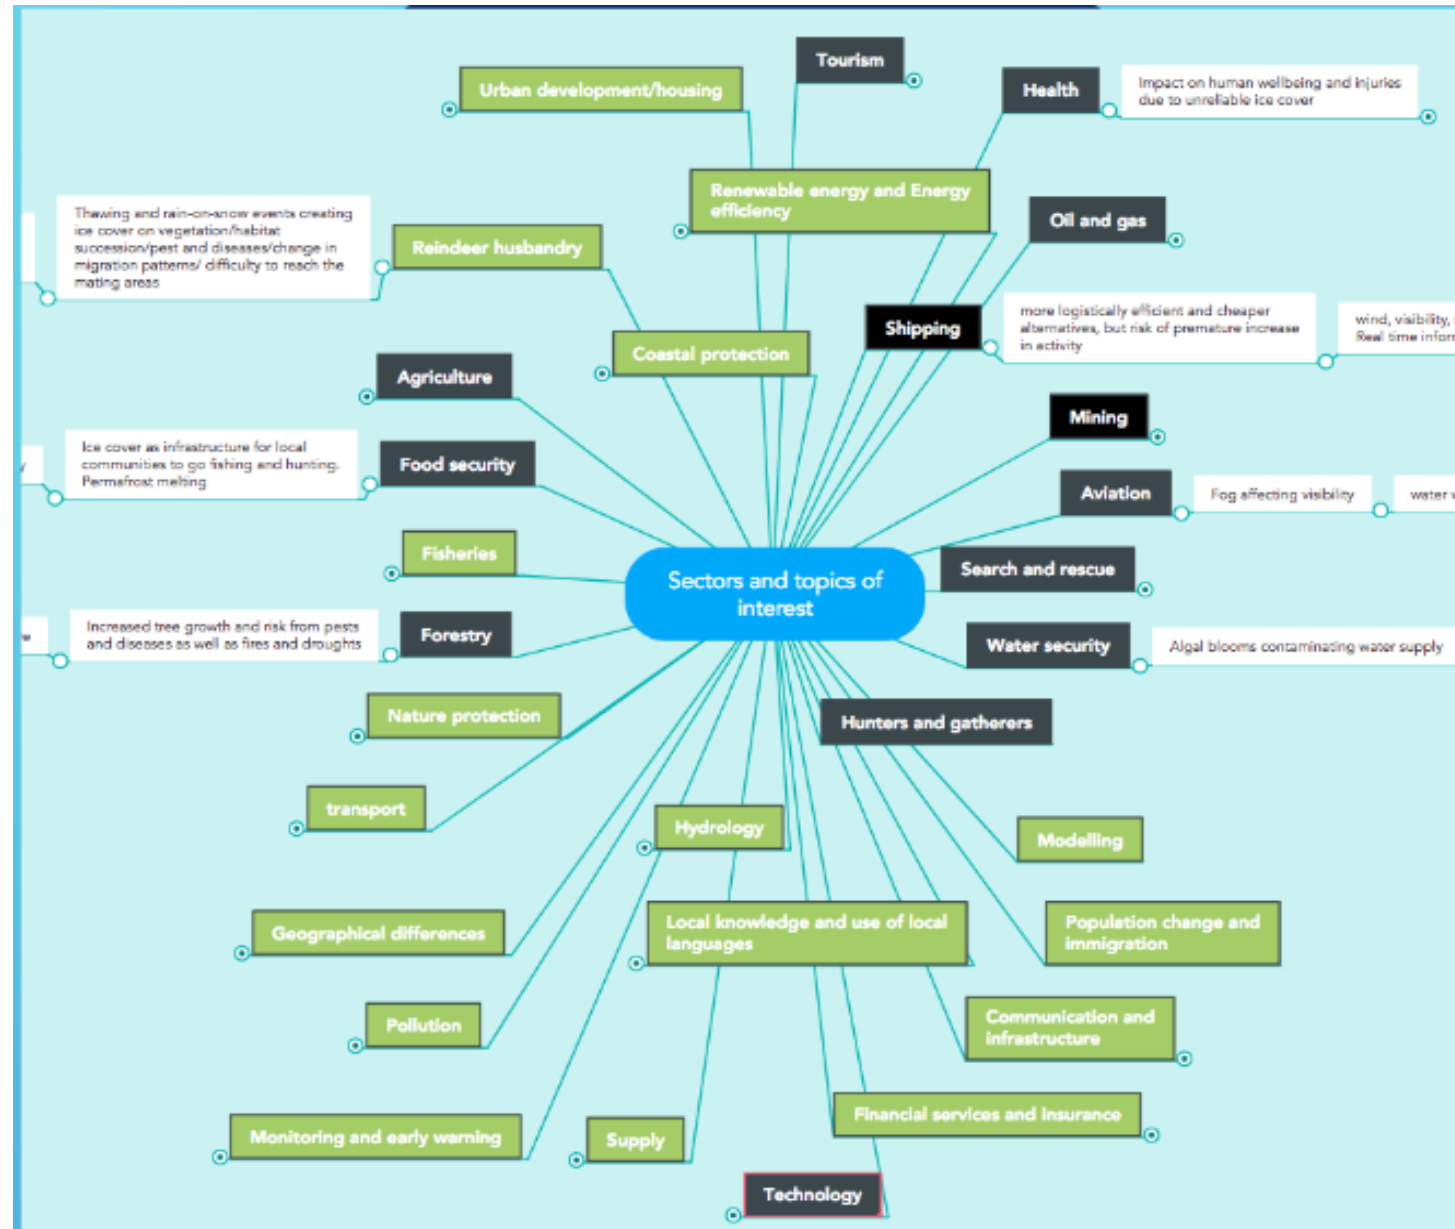 Tourism
Urban development/housing
Health
Impact on human wellbeing and injuries
due to unreliable ice cover
Renewable energy and Energy
efficiency
Thawing and rain-on-snow events creating
ice cover on vegetation/habitat
succession/pest and diseases/change in
migration patterns/ difficulty to reach the
mating areas
Reindeer husbandry
Oil and gas
Shipping
more logistically efficient and cheaper
alternatives, but risk of premature increase
in activity
wind, visibility,
Real time
Coastal protection
Agriculture
Mining
Ice cover as infrastructure for local
communities to go fishing and hunting.
Permafrost melting
Food security
Aviation
Fog affecting visibility
water
Fisheries
Search and rescue
Sectors and topics of
interest
Increased tree growth and risk from pests
and diseases as well as fires and droughts
Forestry
Water security
Algal blooms contaminating water supply
Nature protection
Hunters and gatherers
transport
Hydrology
Modelling
Geographical differences
Local knowledge and use of local
languages
Population change and
immigration
Pollution
Communication and
infrastructure
Monitoring and early warning
Supply
Financial services and insurance
Technology